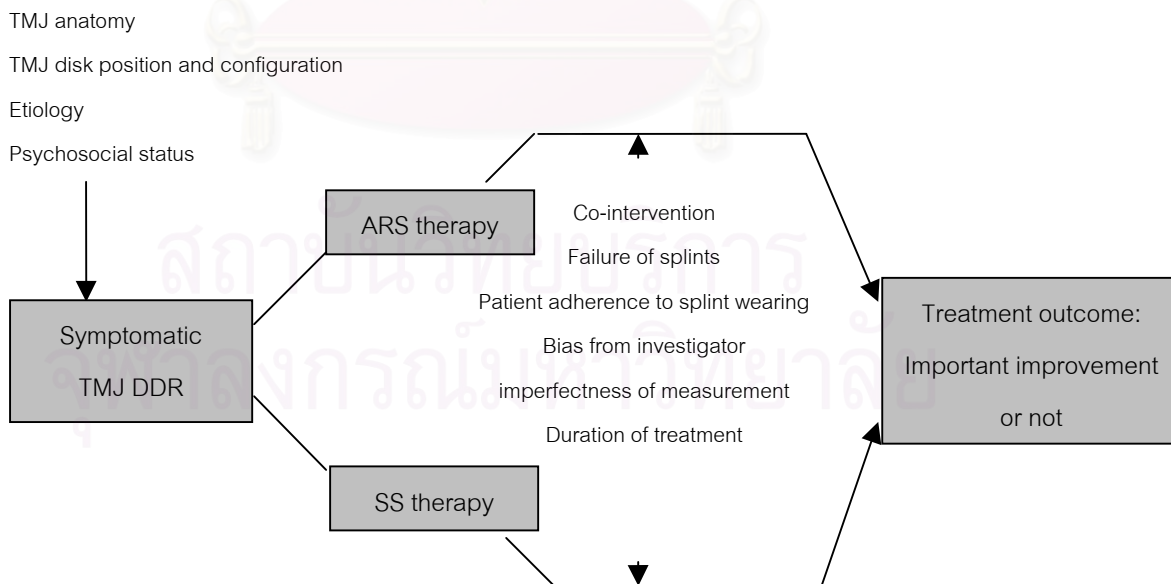 TMJ anatomy
TMJ disk position and configuration
Etiology
Psychosocial status
ARS therapy
Co-intervention
Failure of splints
Patient adherence to splint wearing
Bias from investigator
imperfectness of measurement
Duration of treatment
Symptomatic
TMJ DDR
Treatment outcome:
Important improvement
or not
SS therapy
สถาบันวิทยบริการ
จุฬาลงกรณ์มหาวิทยาลัย